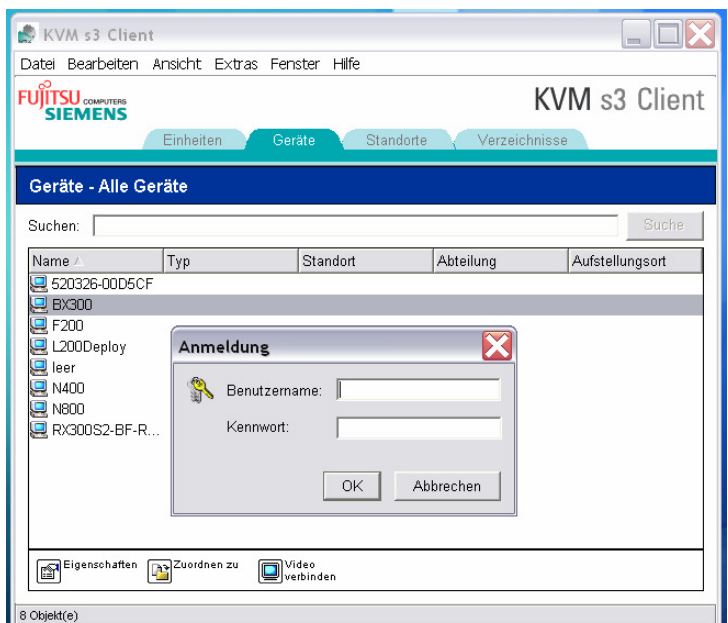 KVM s3 Client
Datei Bearbeiten Ansicht Extras Fenster Hilfe
FUJITSU COMPUTERS
SIEMENS
KVM s3 Client
Einheiten Geräte Standorte Verzeichnisse
Geräte - Alle Geräte
Suchen: Suche
Name Typ Standort Abteilung Aufstellungsort
520326-00D5CF
BX300
F200
L200Deploy
leer
N400
N800
RX300S2-BF-R...
Anmeldung
Benutzername:
Kennwort:
OK Abbrechen
Eigenschaften Zuordnen zu Video
verbinden
8 Objekt(e)